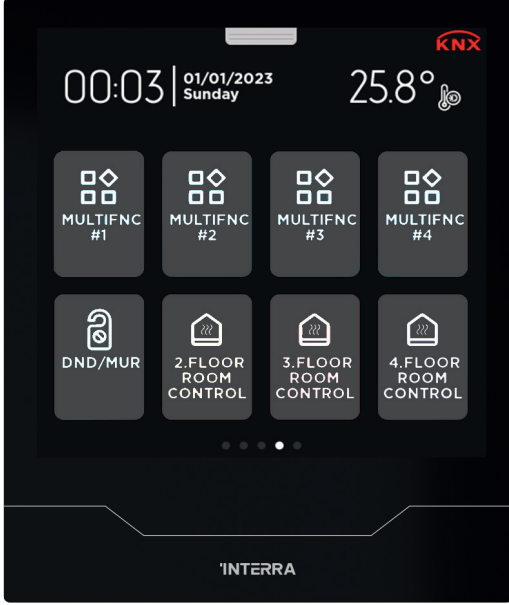 KNX
00:03
01/01/2023
Sunday
25.8°
MULTIFNC
#1
MULTIFNC
#2
MULTIFNC
#3
MULTIFNC
#4
DND/MUR
2.FLOOR
ROOM
CONTROL
3.FLOOR
ROOM
CONTROL
4.FLOOR
ROOM
CONTROL
INTERRA